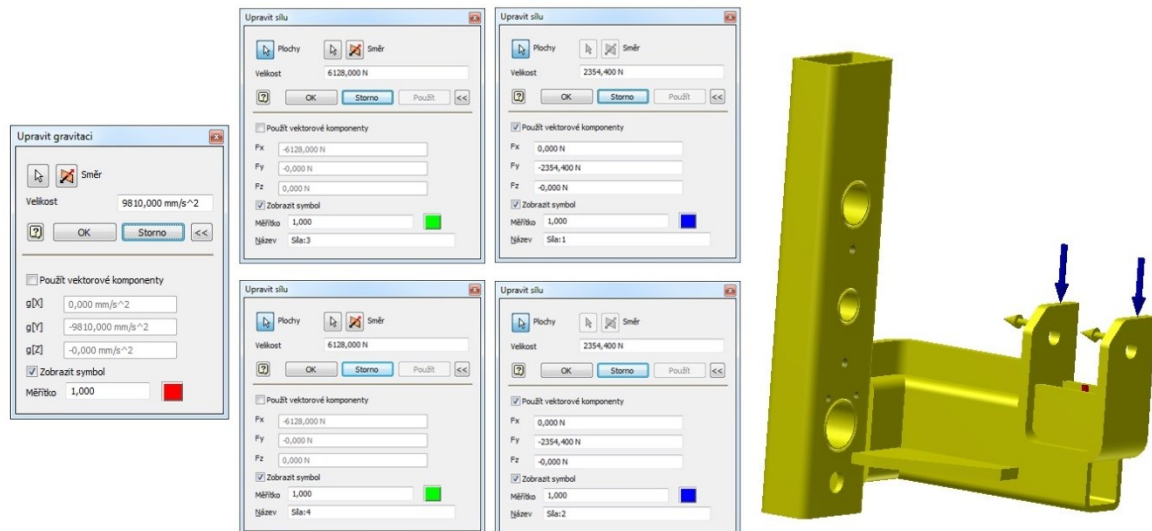 Upravit gravitaci
Směr
Velikost 9810,000 mm/s^2
OK Storno <<
Použít vektorové komponenty
g[X] 0,000 mm/s^2
g[Y] -9810,000 mm/s^2
g[Z] -0,000 mm/s^2
Zobrazit symbol
Měřítko 1,000
Upravit sílu
Plochy Směr
Velikost 6128,000 N
OK Storno Použít <<
Použít vektorové komponenty
Fx -6128,000 N
Fy -0,000 N
Fz 0,000 N
Zobrazit symbol
Měřítko 1,000
Název Síla:3
Upravit sílu
Plochy Směr
Velikost 2354,400 N
OK Storno Použít <<
Použít vektorové komponenty
Fx 0,000 N
Fy -2354,400 N
Fz -0,000 N
Zobrazit symbol
Měřítko 1,000
Název Síla:1
Upravit sílu
Plochy Směr
Velikost 6128,000 N
OK Storno Použít <<
Použít vektorové komponenty
Fx -6128,000 N
Fy -0,000 N
Fz 0,000 N
Zobrazit symbol
Měřítko 1,000
Název Síla:4
Upravit sílu
Plochy Směr
Velikost 2354,400 N
OK Storno Použít <<
Použít vektorové komponenty
Fx 0,000 N
Fy -2354,400 N
Fz -0,000 N
Zobrazit symbol
Měřítko 1,000
Název Síla:2